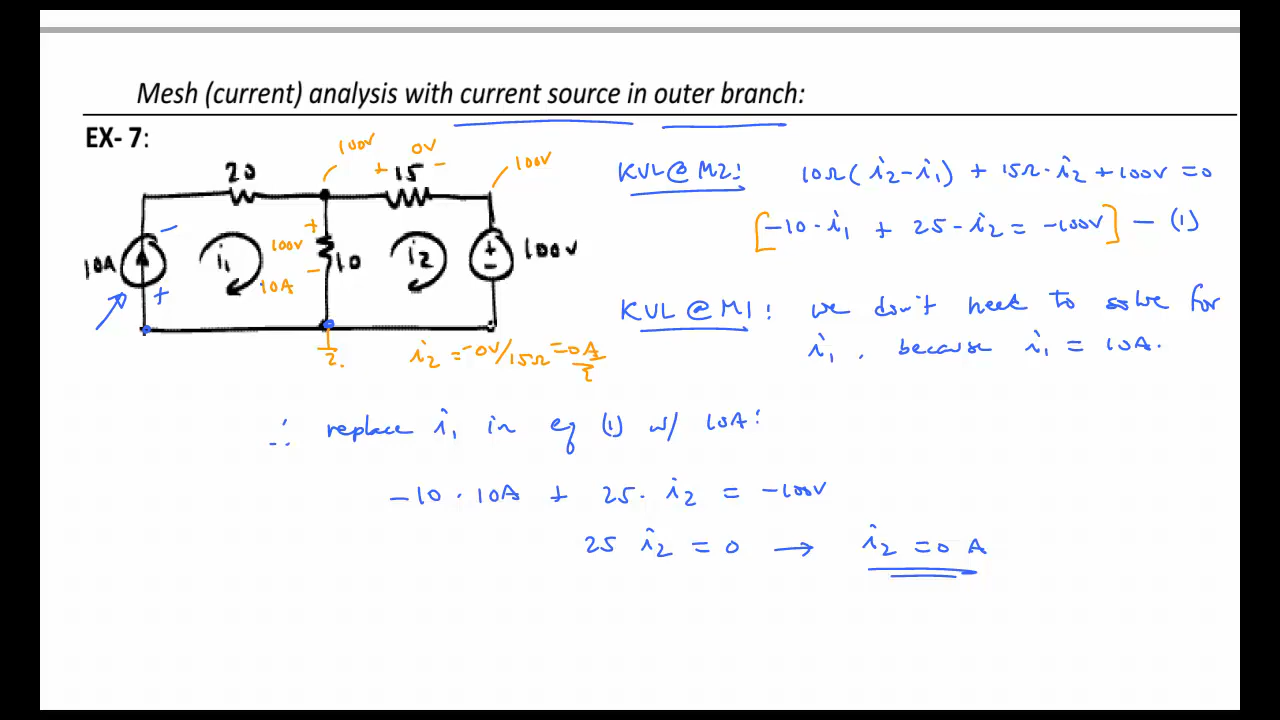 Mesh (current) analysis with current source in outer branch:
EX- 7:
20
15
10
10A
i1
i2
100V
100V
+ 0V -
100V
+
100V
-
10A
-
+
i2 = -0V/15Ω = 0A
KVL @ M2: 10Ω(i2-i1) + 15Ω·i2 + 100V = 0
[-10·i1 + 25·i2 = -100V] - (1)
KVL @ M1: we don't need to solve for
i1, because i1 = 10A.
∴ replace i1 in eq (1) w/ 10A:
-10·10A + 25·i2 = -100V
25 i2 = 0 → i2 = 0 A